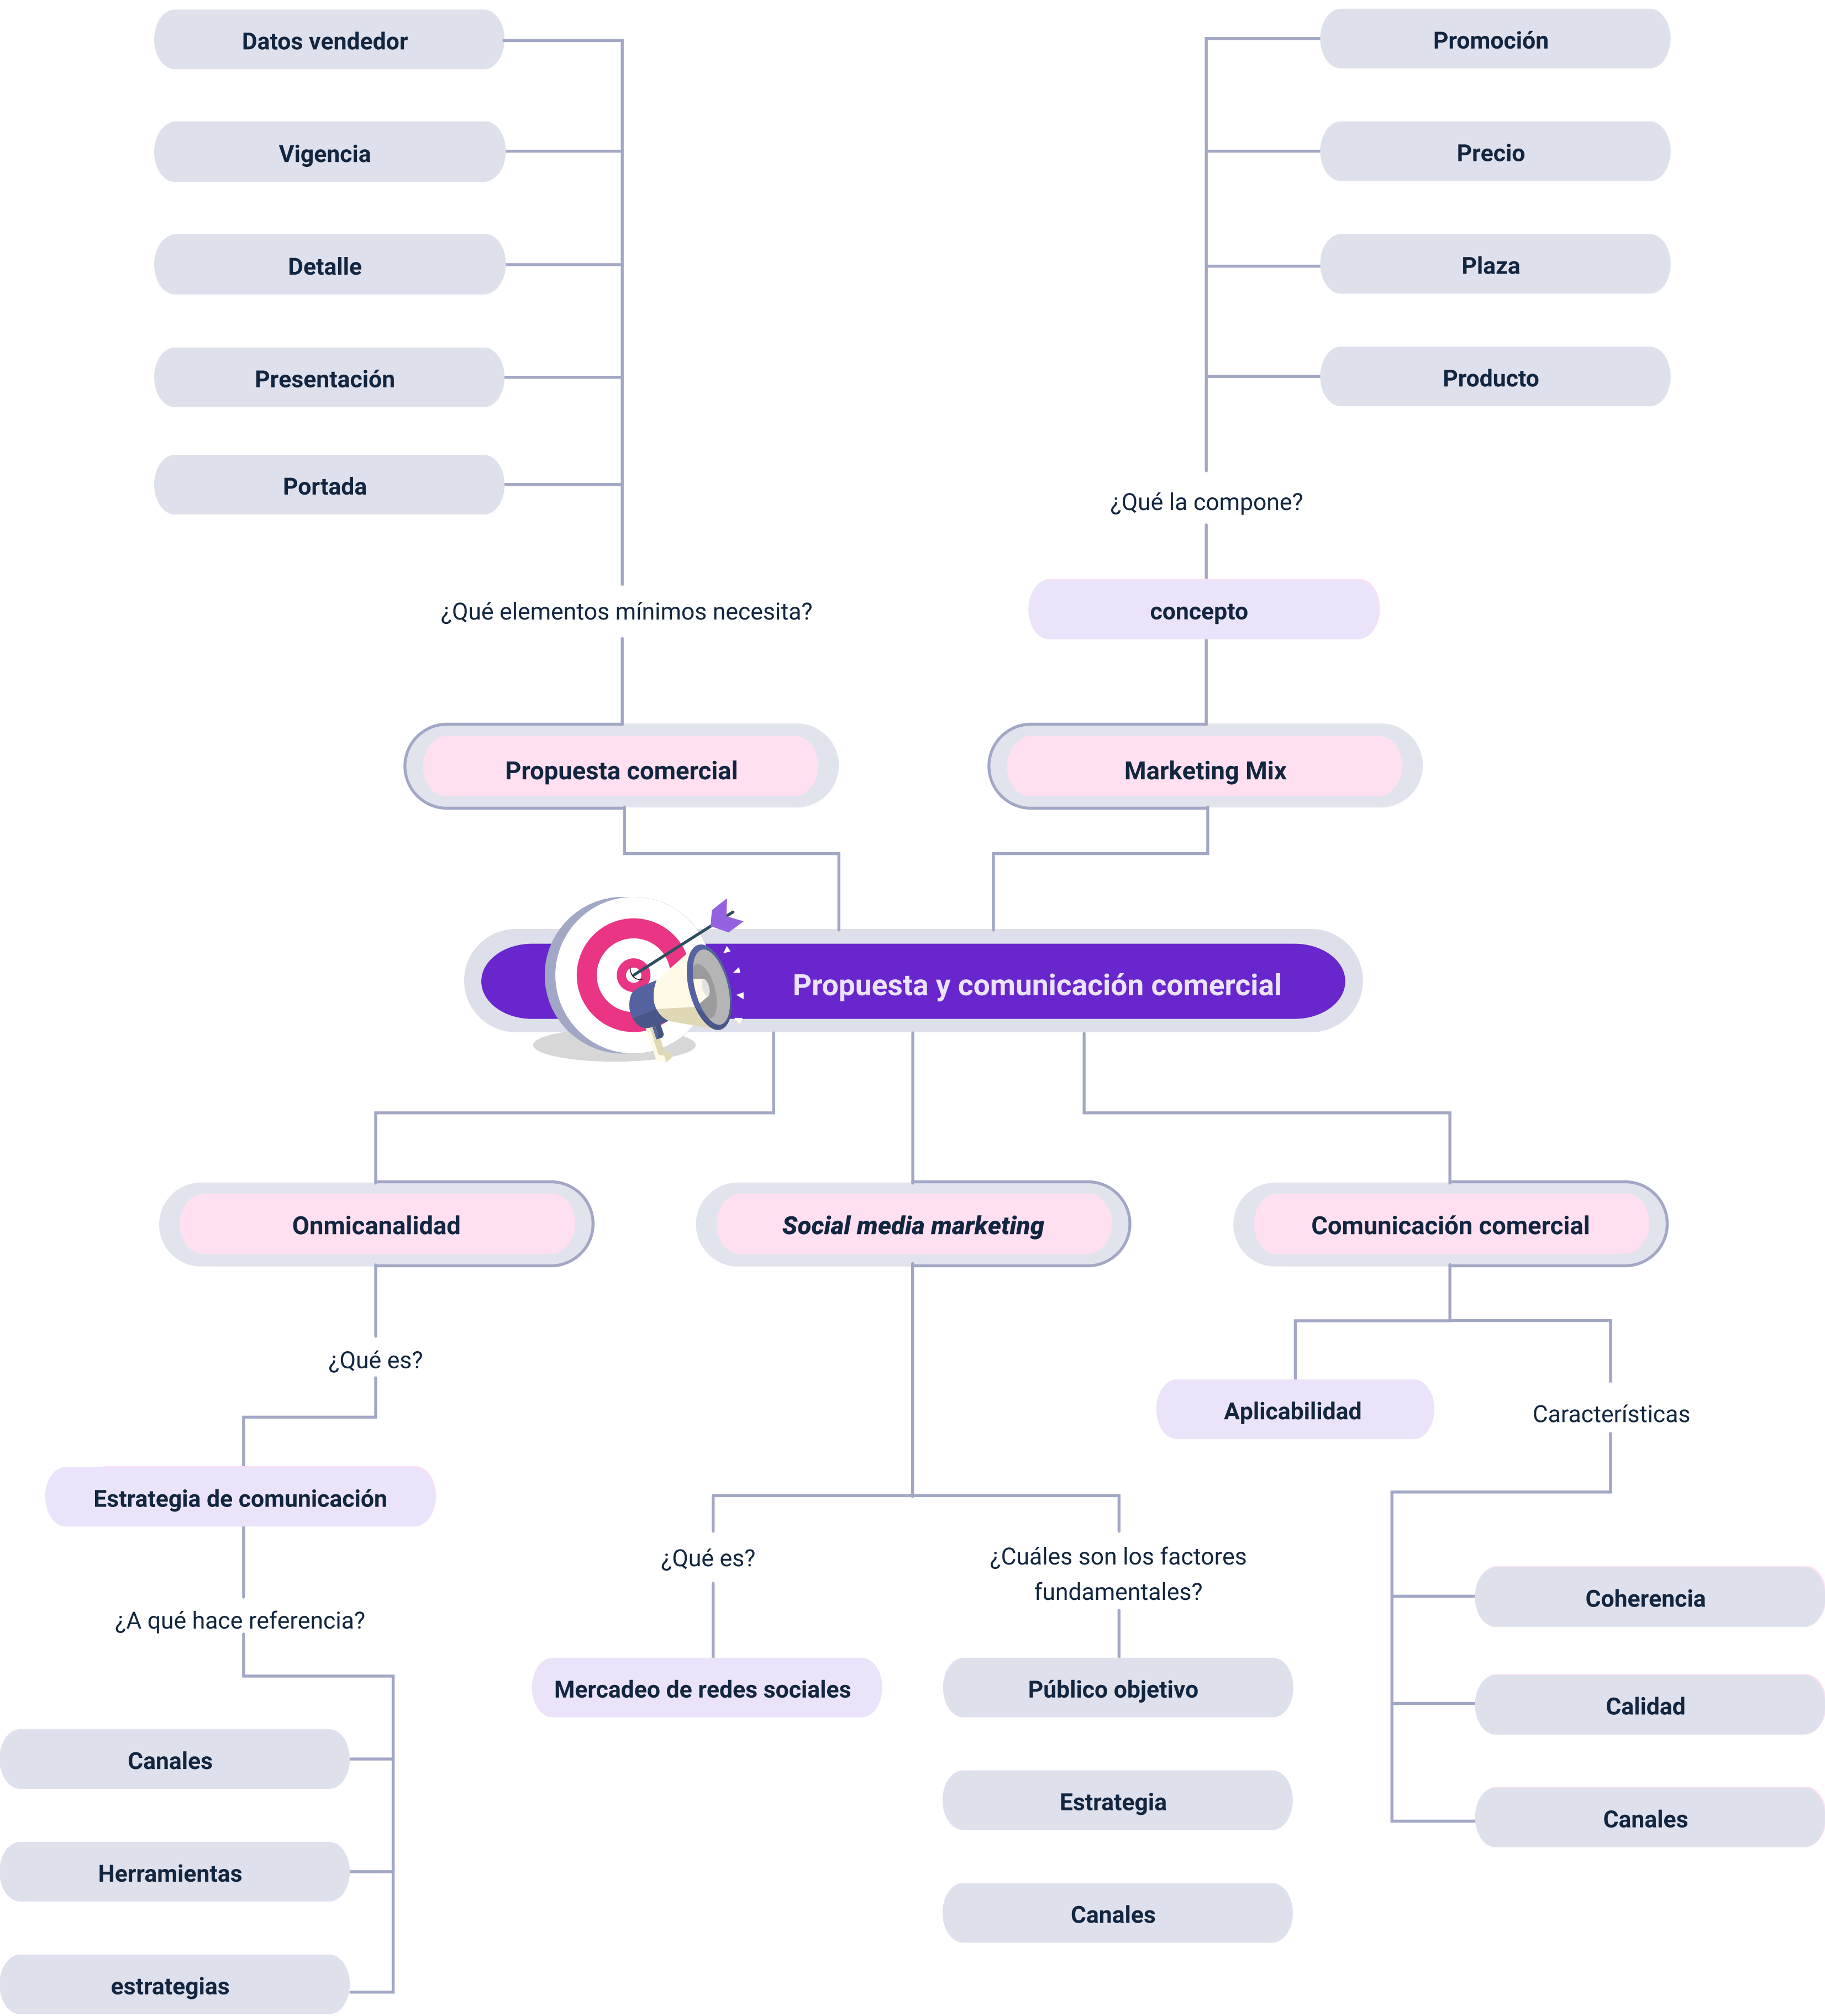 Datos vendedor
Vigencia
Detalle
Presentación
Portada
¿Qué elementos mínimos necesita?
Propuesta comercial
Promoción
Precio
Plaza
Producto
¿Qué la compone?
concepto
Marketing Mix
Propuesta y comunicación comercial
Onmicanalidad
¿Qué es?
Estrategia de comunicación
¿A qué hace referencia?
Canales
Herramientas
estrategias
Social media marketing
¿Qué es?
Mercadeo de redes sociales
¿Cuáles son los factores
fundamentales?
Público objetivo
Estrategia
Canales
Comunicación comercial
Aplicabilidad
Características
Coherencia
Calidad
Canales